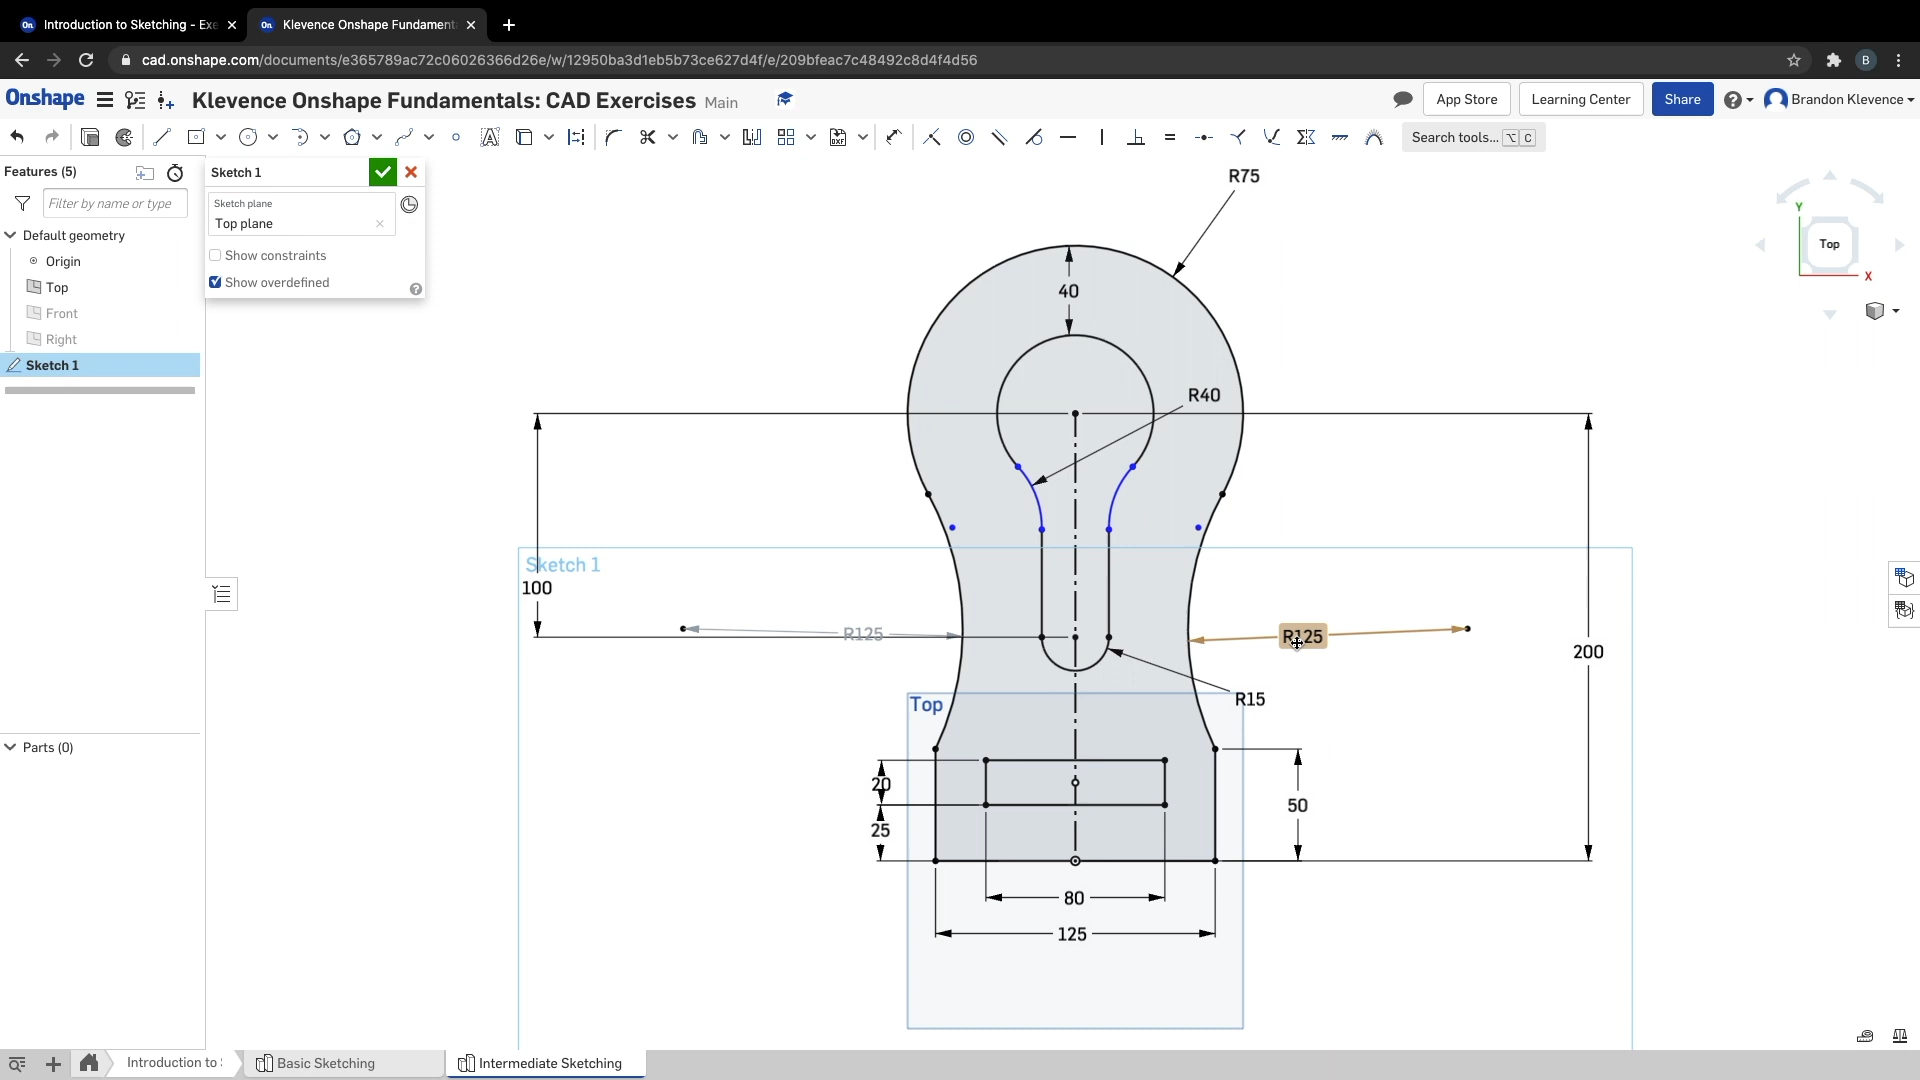 Introduction to Sketching - Exe
Klevence Onshape Fundament
cad.onshape.com/documents/e365789ac72c06026366d26e/w/12950ba3d1eb5b73ce627d4f/e/209bfeac7c48492c8d4f4d56
B
Onshape
Klevence Onshape Fundamentals: CAD Exercises Main
App Store
Learning Center
Share
Brandon Klevence
Search tools... ⌥ C
Features (5)
Filter by name or type
Default geometry
Origin
Top
Front
Right
Sketch 1
Sketch 1
Sketch plane
Top plane
Show constraints
Show overdefined
R75
40
R40
Sketch 1
100
R125
R125
200
R15
Top
20
25
50
80
125
Y
Top
X
Parts (0)
Introduction to
Basic Sketching
Intermediate Sketching